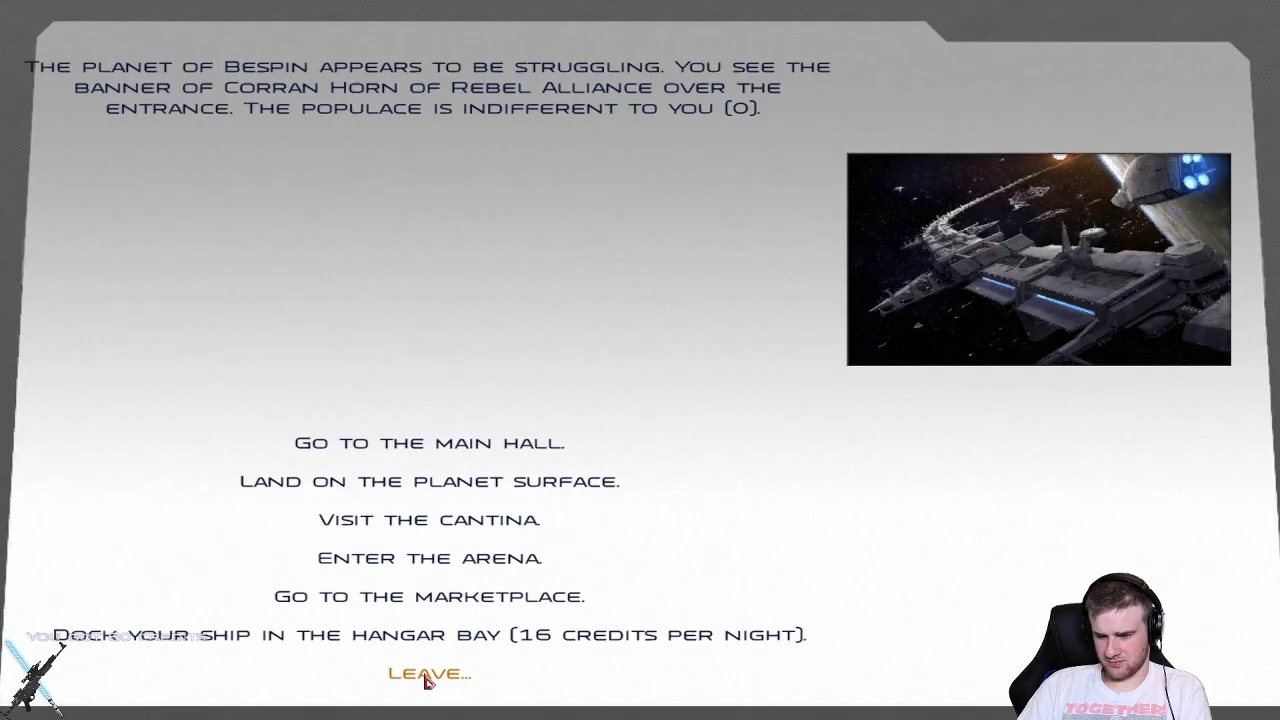 The planet of Bespin appears to be struggling. You see the
banner of Corran Horn of Rebel Alliance over the
entrance. The populace is indifferent to you (0).
Go to the main hall.
Land on the planet surface.
Visit the cantina.
Enter the arena.
Go to the marketplace.
Dock your ship in the hangar bay (16 credits per night).
Leave...
TOGETHER!